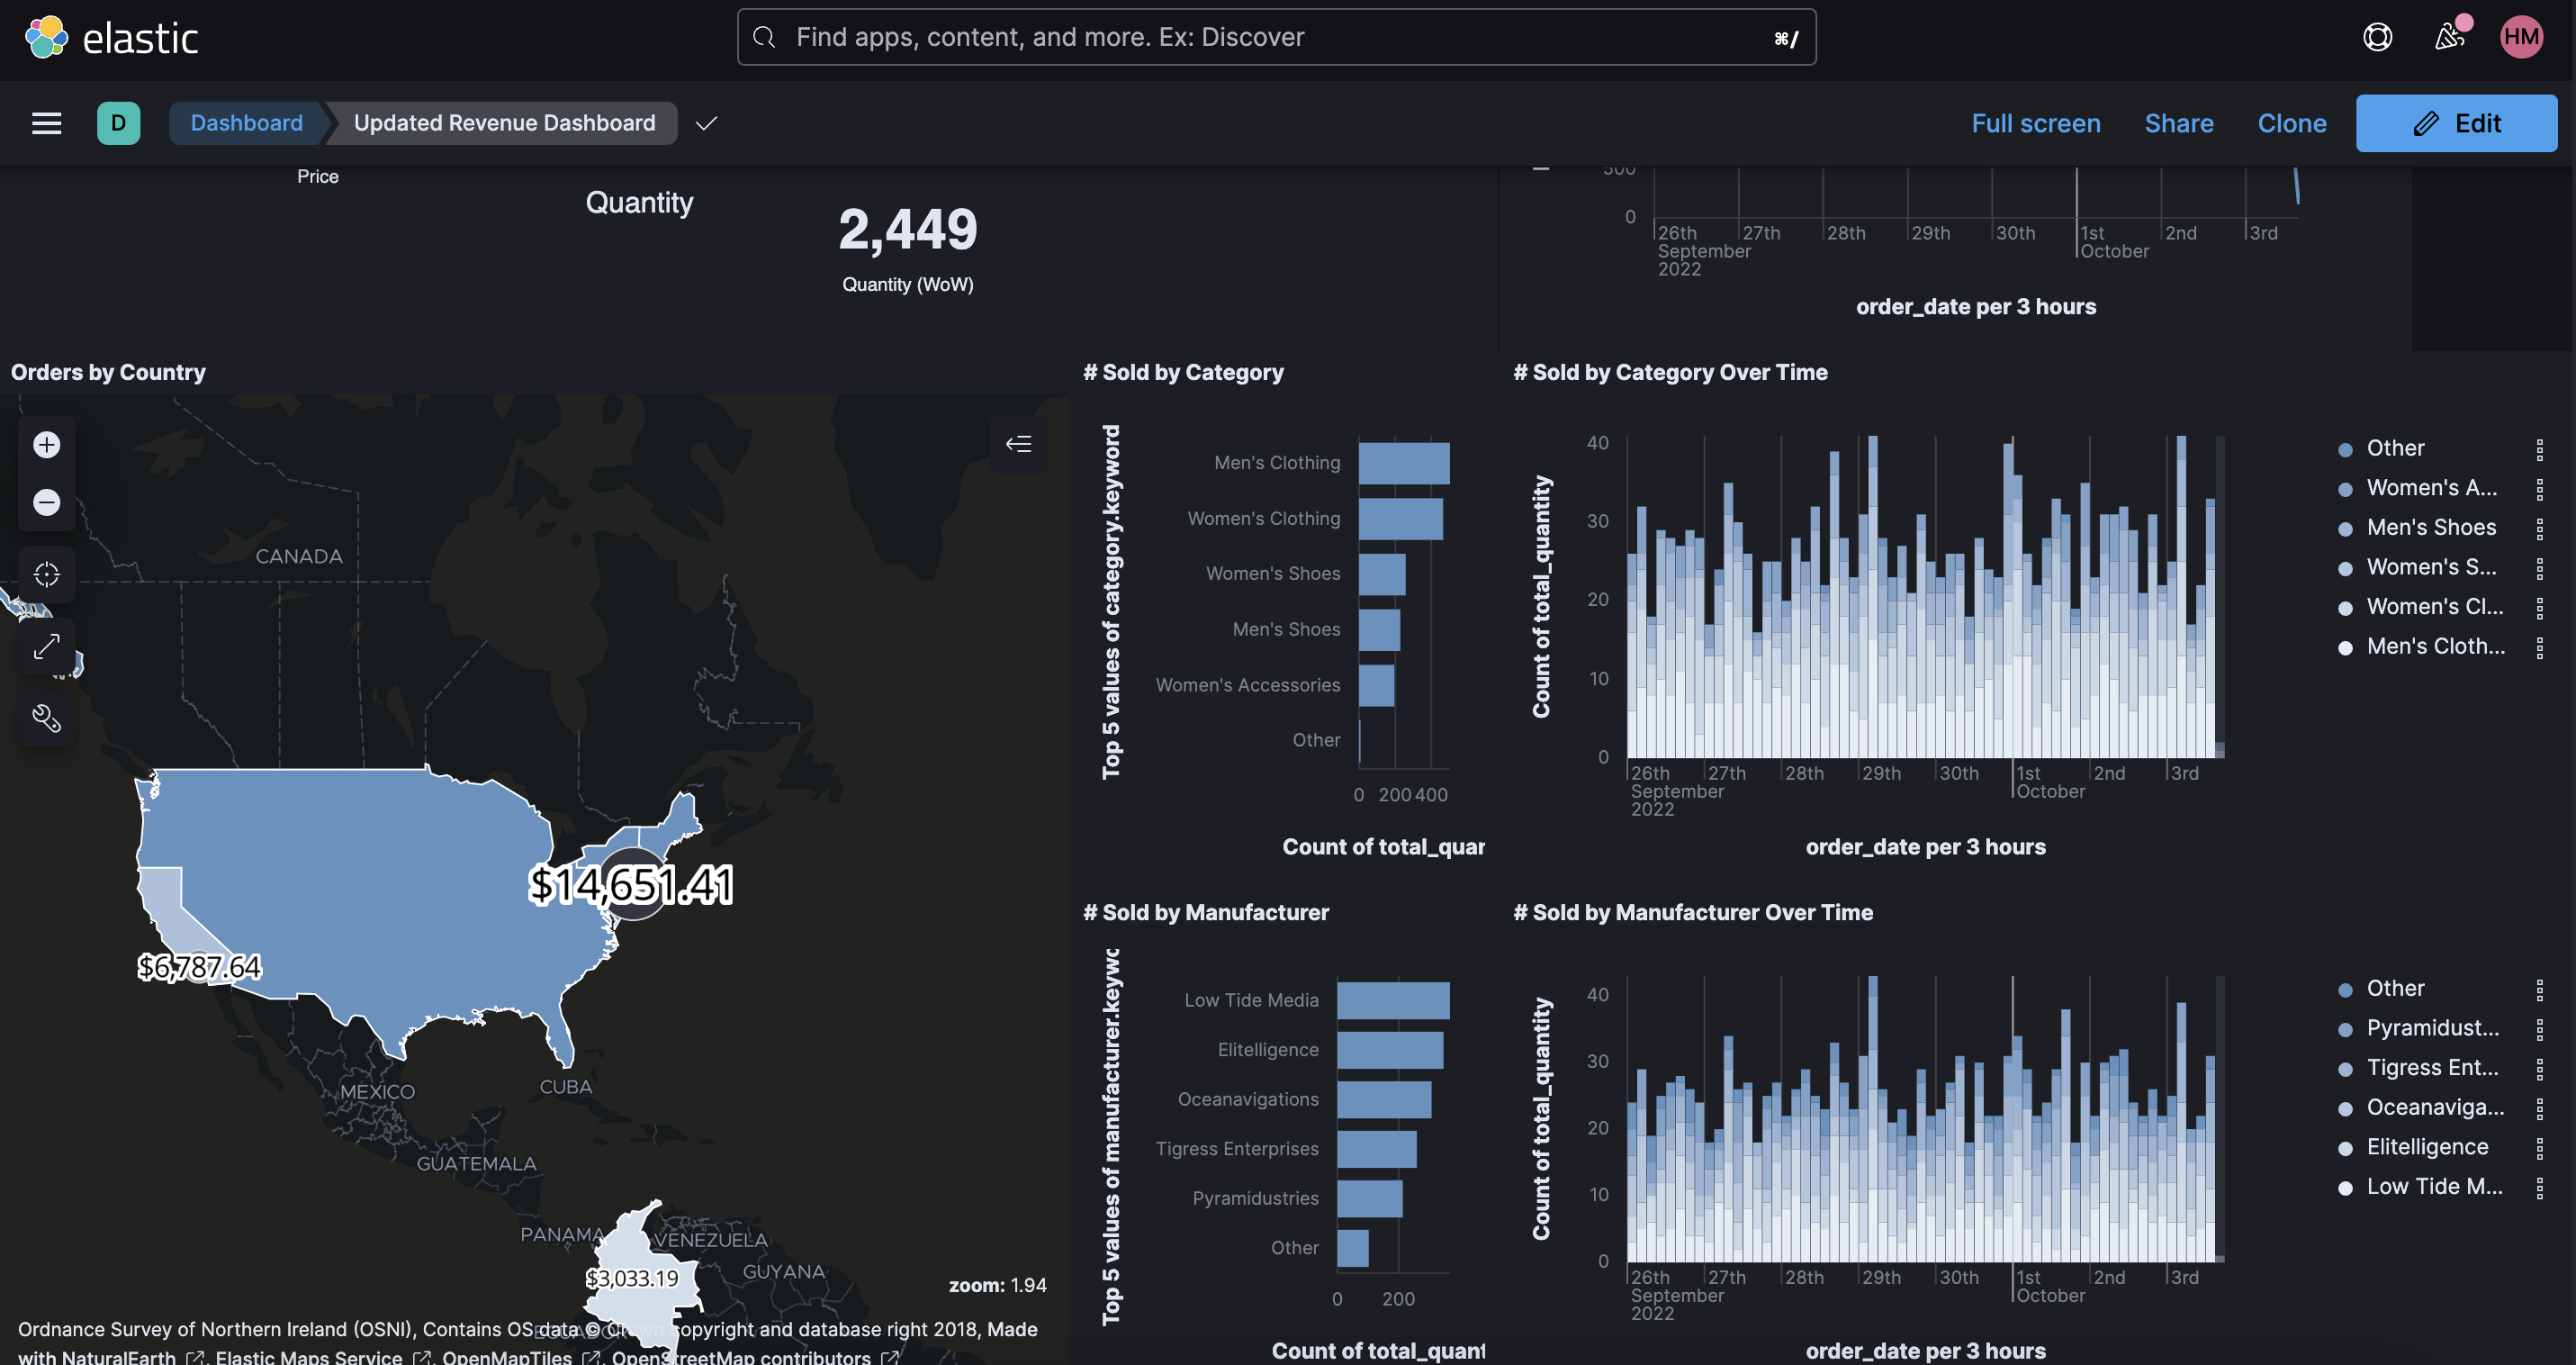 elastic
Find apps, content, and more. Ex: Discover
⌘/
HM
D
Dashboard
Updated Revenue Dashboard
Full screen
Share
Clone
Edit
Price
Quantity
2,449
Quantity (WoW)
500
0
26th 27th 28th 29th 30th 1st 2nd 3rd
September October
2022
order_date per 3 hours
Orders by Country
CANADA
$14,651.41
$6,787.64
MEXICO
CUBA
GUATEMALA
PANAMA
VENEZUELA
GUYANA
$3,033.19
ECUADOR
zoom: 1.94
Ordnance Survey of Northern Ireland (OSNI), Contains OS data © Crown copyright and database right 2018, Made
with NaturalEarth, Elastic Maps Service, OpenMapTiles, OpenStreetMap contributors
# Sold by Category
Top 5 values of category.keyword
Men's Clothing
Women's Clothing
Women's Shoes
Men's Shoes
Women's Accessories
Other
0 200 400
Count of total_quar
# Sold by Category Over Time
Count of total_quantity
40
30
20
10
0
26th 27th 28th 29th 30th 1st 2nd 3rd
September October
2022
order_date per 3 hours
Other
Women's A...
Men's Shoes
Women's S...
Women's Cl...
Men's Cloth...
# Sold by Manufacturer
Top 5 values of manufacturer.keywc
Low Tide Media
Elitelligence
Oceanavigations
Tigress Enterprises
Pyramidustries
Other
0 200
Count of total_quant
# Sold by Manufacturer Over Time
Count of total_quantity
40
30
20
10
0
26th 27th 28th 29th 30th 1st 2nd 3rd
September October
2022
order_date per 3 hours
Other
Pyramidust...
Tigress Ent...
Oceanaviga...
Elitelligence
Low Tide M...